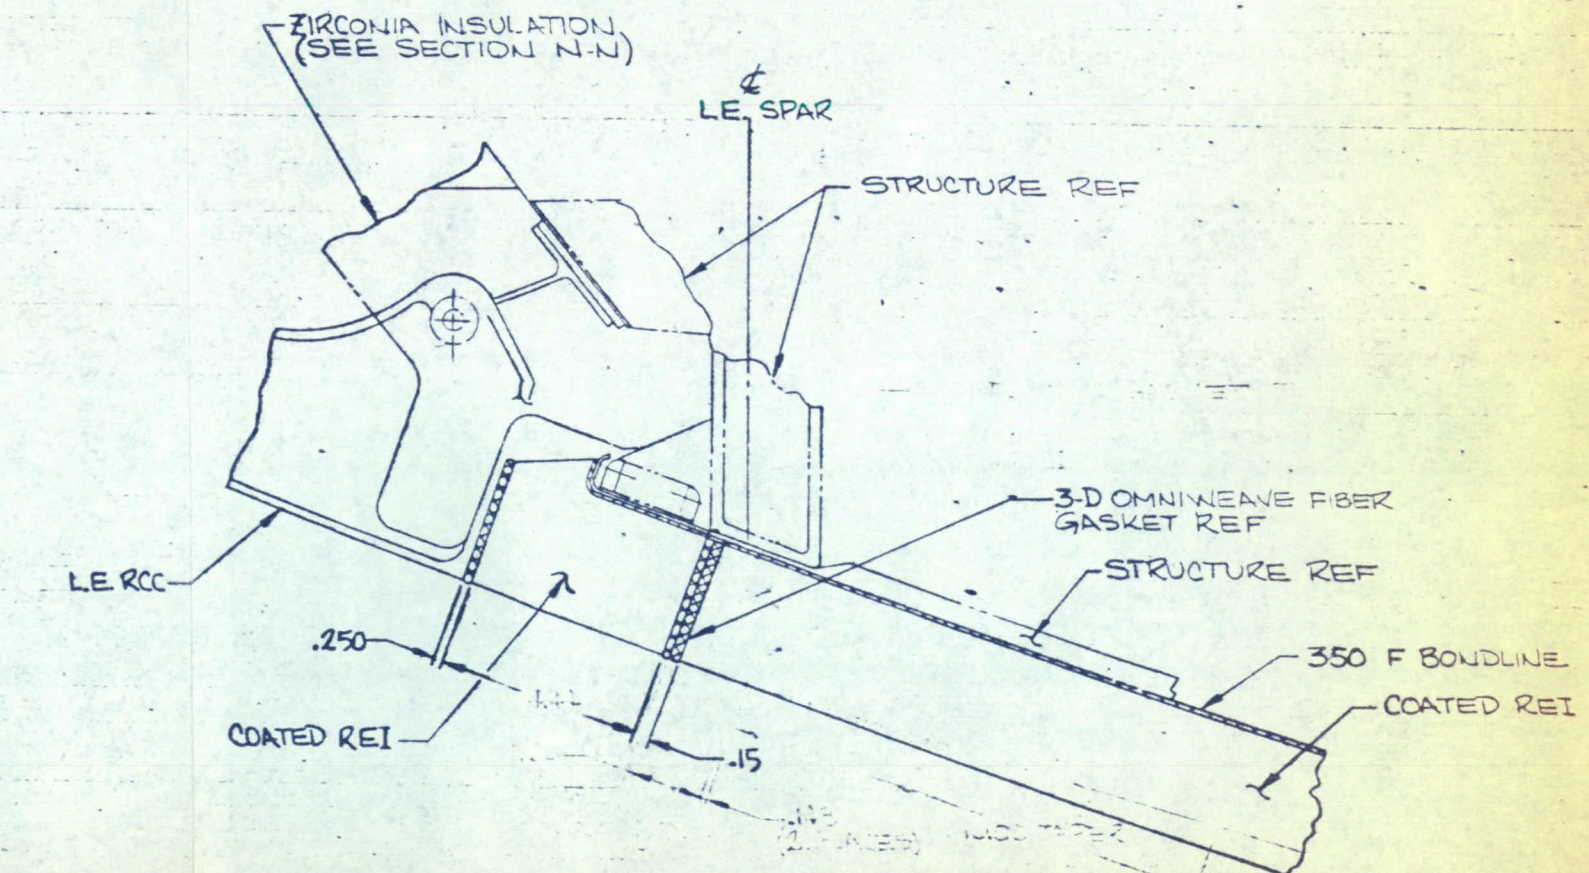 ZIRCONIA INSULATION
(SEE SECTION N-N)
℄
L.E. SPAR
STRUCTURE REF
3-D OMNIWEAVE FIBER
GASKET REF
STRUCTURE REF
L.E. RCC
.250
350 F BONDLINE
COATED REI
COATED REI
.15